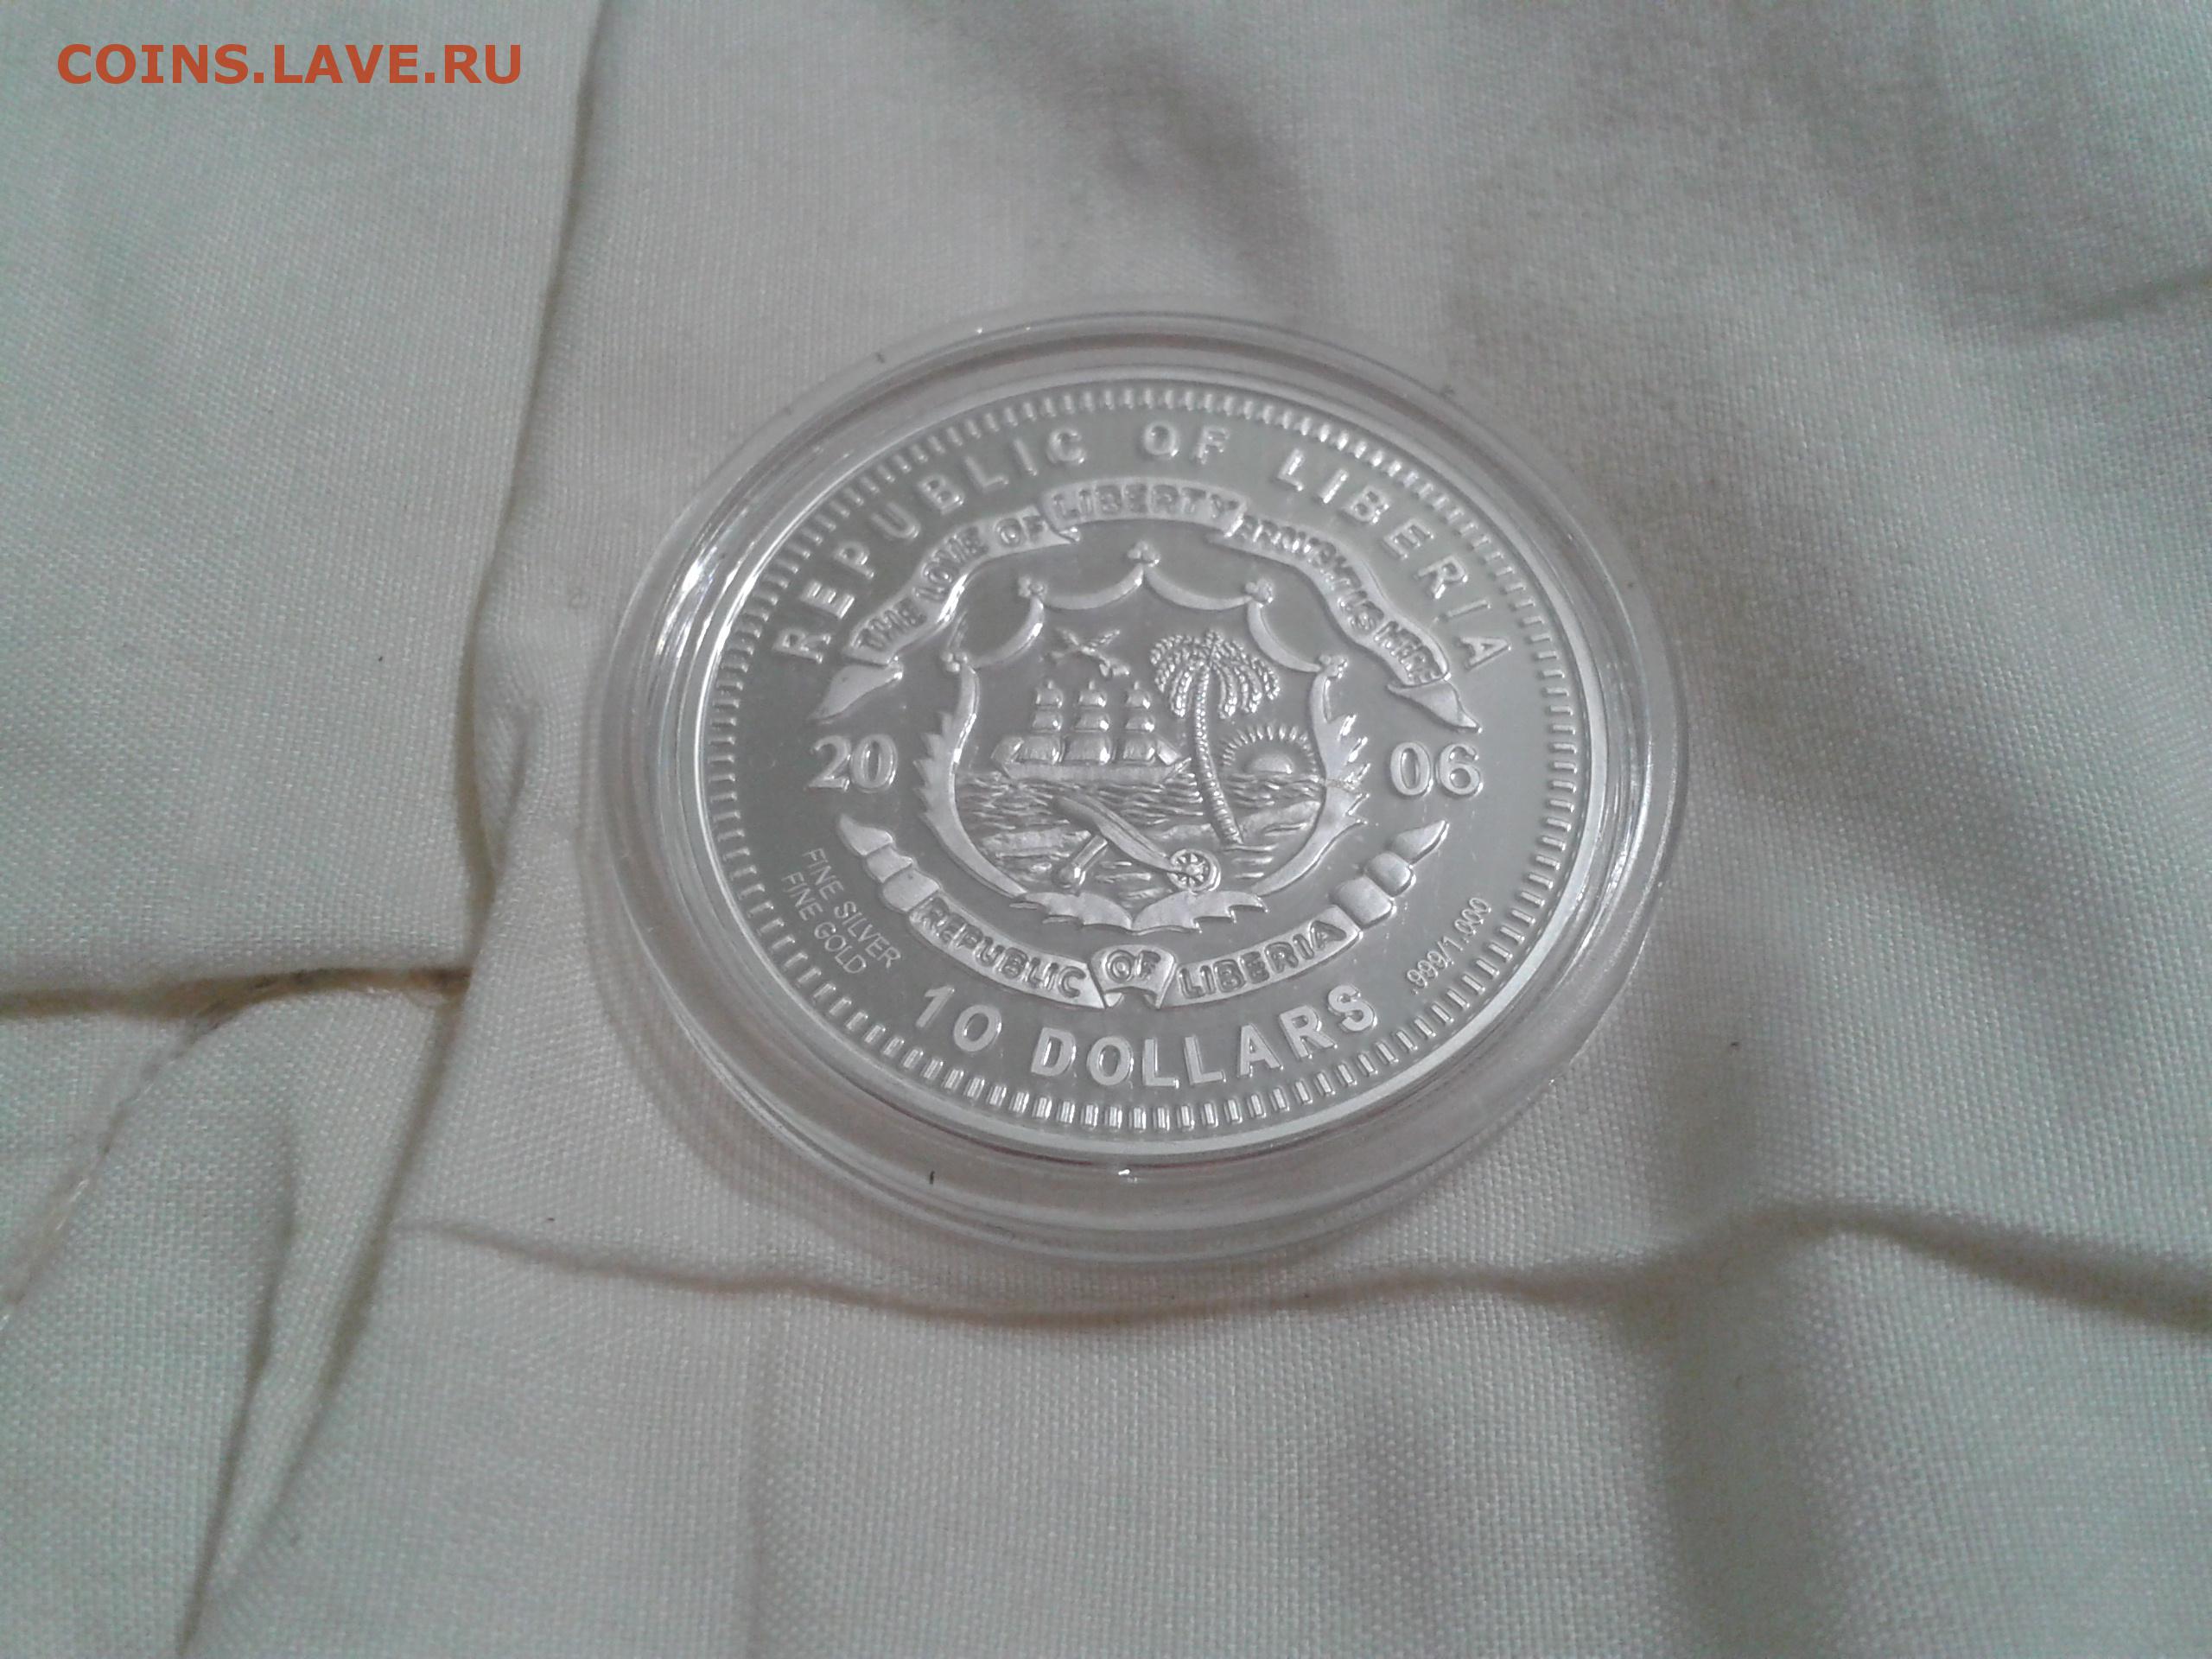 COINS.LAVE.RU
REPUBLIC OF LIBERIA
THE LOVE OF LIBERTY BROUGHT US HERE
20 06
FINE SILVER
FINE GOLD
.999/1.000
REPUBLIC OF LIBERIA
10 DOLLARS